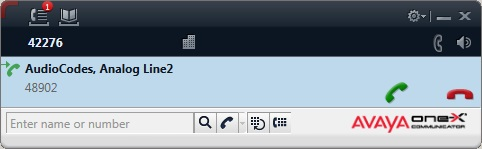 1
42276
AudioCodes, Analog Line2
48902
Enter name or number
AVAYA one-X
COMMUNICATOR